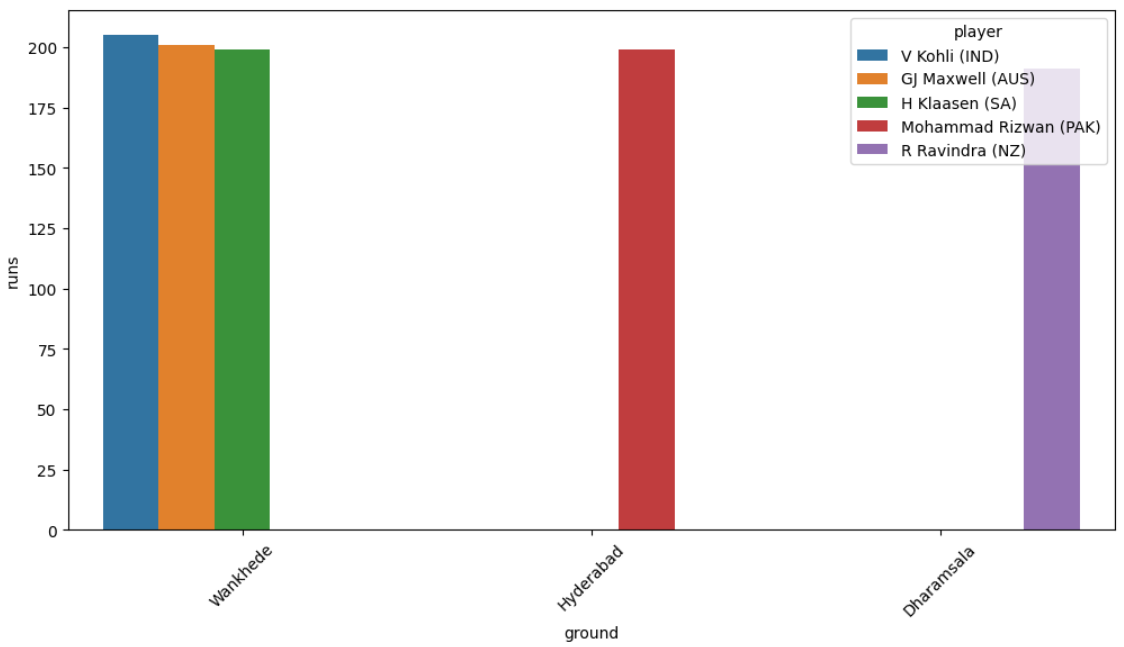 player
V Kohli (IND)
GJ Maxwell (AUS)
H Klaasen (SA)
Mohammad Rizwan (PAK)
R Ravindra (NZ)
runs
200
175
150
125
100
75
50
25
0
Wankhede
Hyderabad
Dharamsala
ground